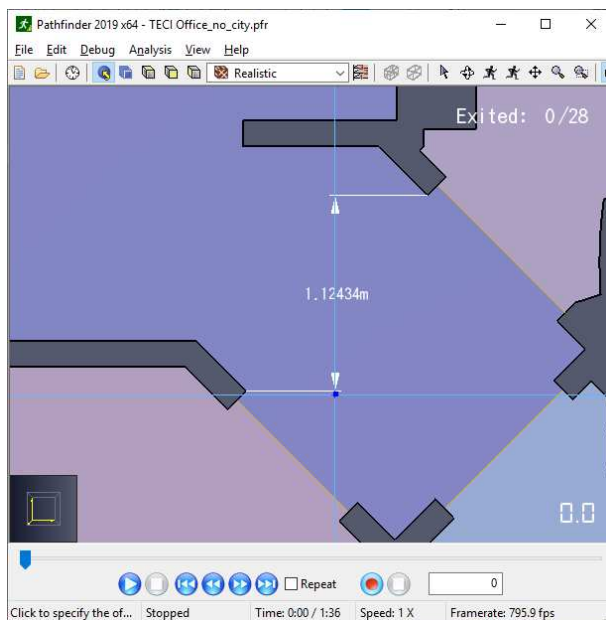 Pathfinder 2019 x64 - TECI Office_no_city.pfr
File Edit Debug Analysis View Help
Realistic
Exited: 0/28
1.12434m
0.0
Repeat
0
Click to specify the of... Stopped Time: 0:00 / 1:36 Speed: 1 X Framerate: 795.9 fps